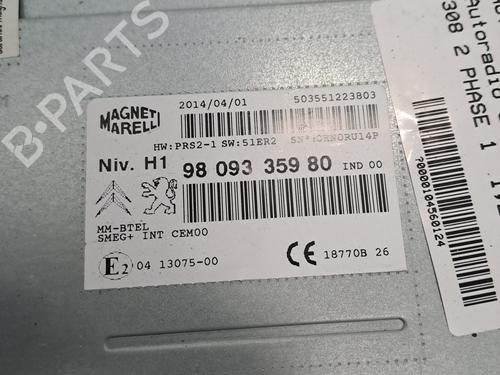 MAGNETI
MARELLI
2014/04/01
503551223803
HW:PRS2-1 SW:51ER2
Niv. H1
98 093 359 80
IND 00
MM-BTEL
SMEG+ INT CEM00
E2
04 13075-00
CE
18770B 26
Autoradio
308 2 PHASE 1
B-PARTS